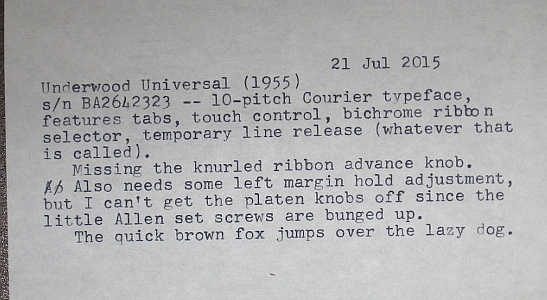 21 Jul 2015
Underwood Universal (1955)
s/n BA2642323 -- 10-pitch Courier typeface,
features tabs, touch control, bichrome ribbon
selector, temporary line release (whatever that
is called).
Missing the knurled ribbon advance knob.
Also needs some left margin hold adjustment,
but I can't get the platen knobs off since the
little Allen set screws are bunged up.
The quick brown fox jumps over the lazy dog.